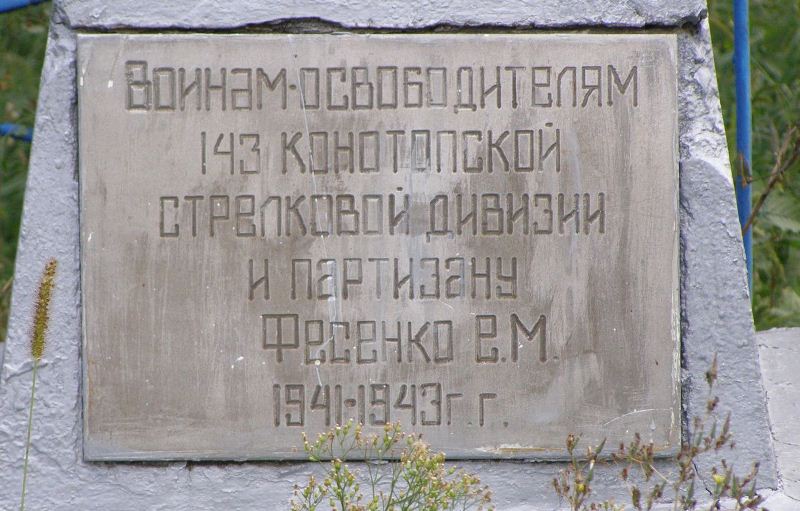 Воинам-освободителям
143 Конотопской
стрелковой дивизии
и партизану
Фесенко Е.М.
1941-1943г.г.